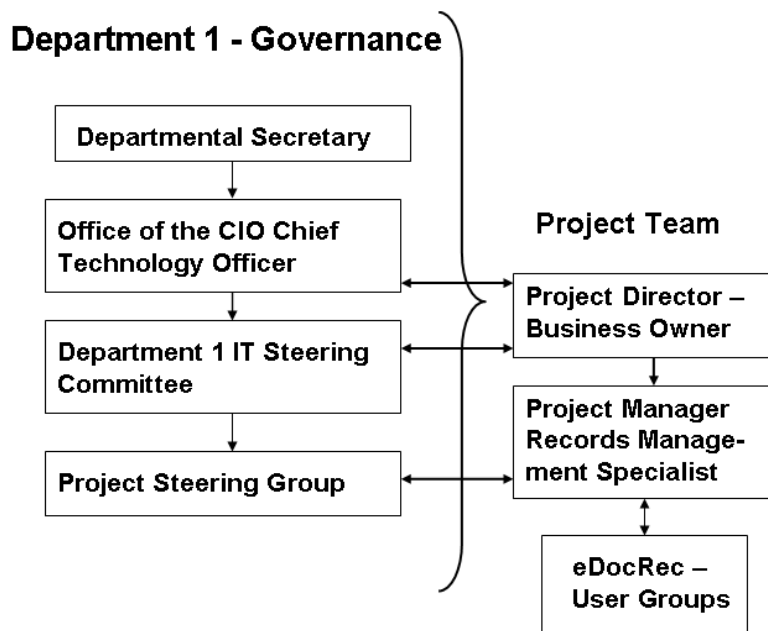 Department 1 - Governance
Departmental Secretary
Office of the CIO Chief
Technology Officer
Department 1 IT Steering
Committee
Project Steering Group
Project Team
Project Director –
Business Owner
Project Manager
Records Manage-
ment Specialist
eDocRec –
User Groups